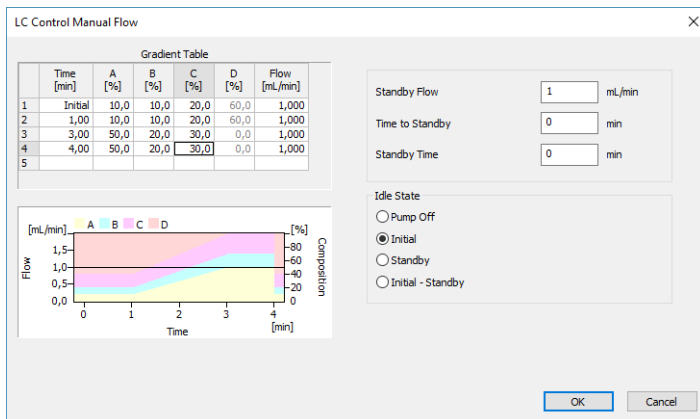 LC Control Manual Flow
Gradient Table
Time [min] A [%] B [%] C [%] D [%] Flow [mL/min]
1 Initial 10,0 10,0 20,0 60,0 1,000
2 1,00 10,0 10,0 20,0 60,0 1,000
3 3,00 50,0 20,0 30,0 0,0 1,000
4 4,00 50,0 20,0 30,0 0,0 1,000
5
Standby Flow 1 mL/min
Time to Standby 0 min
Standby Time 0 min
Idle State
Pump Off
Initial
Standby
Initial - Standby
[mL/min] A B C D [%]
1,5 80
1,0 60
0,5 40
0,0 20
0
Flow
Composition
0 1 2 3 4
Time [min]
OK Cancel